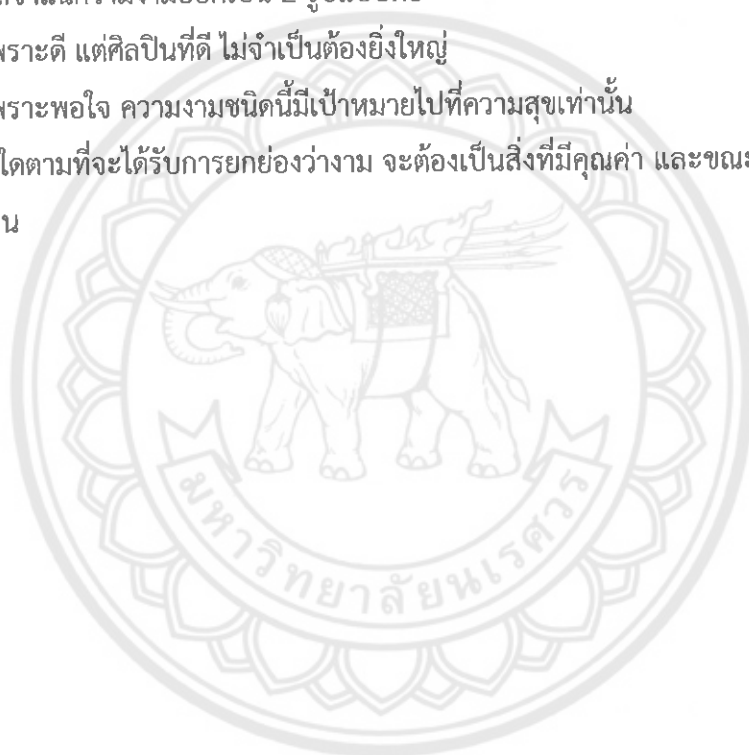 พราะดี แต่ศิลปินที่ดี ไม่จำเป็นต้องยิ่งใหญ่
พราะพอใจ ความงามชนิดนี้มีเป้าหมายไปที่ความสุขเท่านั้น
ใดตามที่จะได้รับการยกย่องว่างาม จะต้องเป็นสิ่งที่มีคุณค่า และขณะ
น
มหาวิทยาลัยนเรศวร